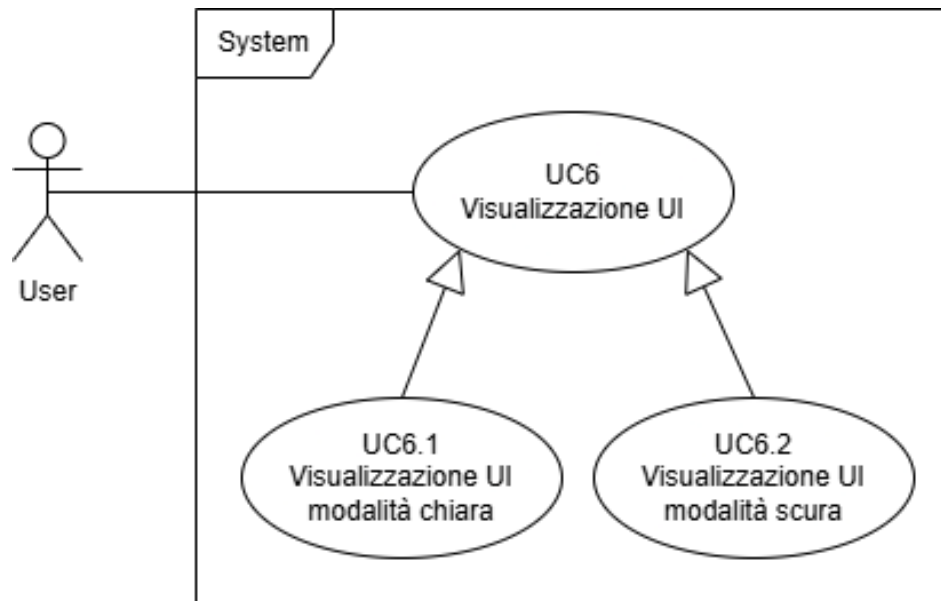 System
User
UC6
Visualizzazione UI
UC6.1
Visualizzazione UI
modalità chiara
UC6.2
Visualizzazione UI
modalità scura